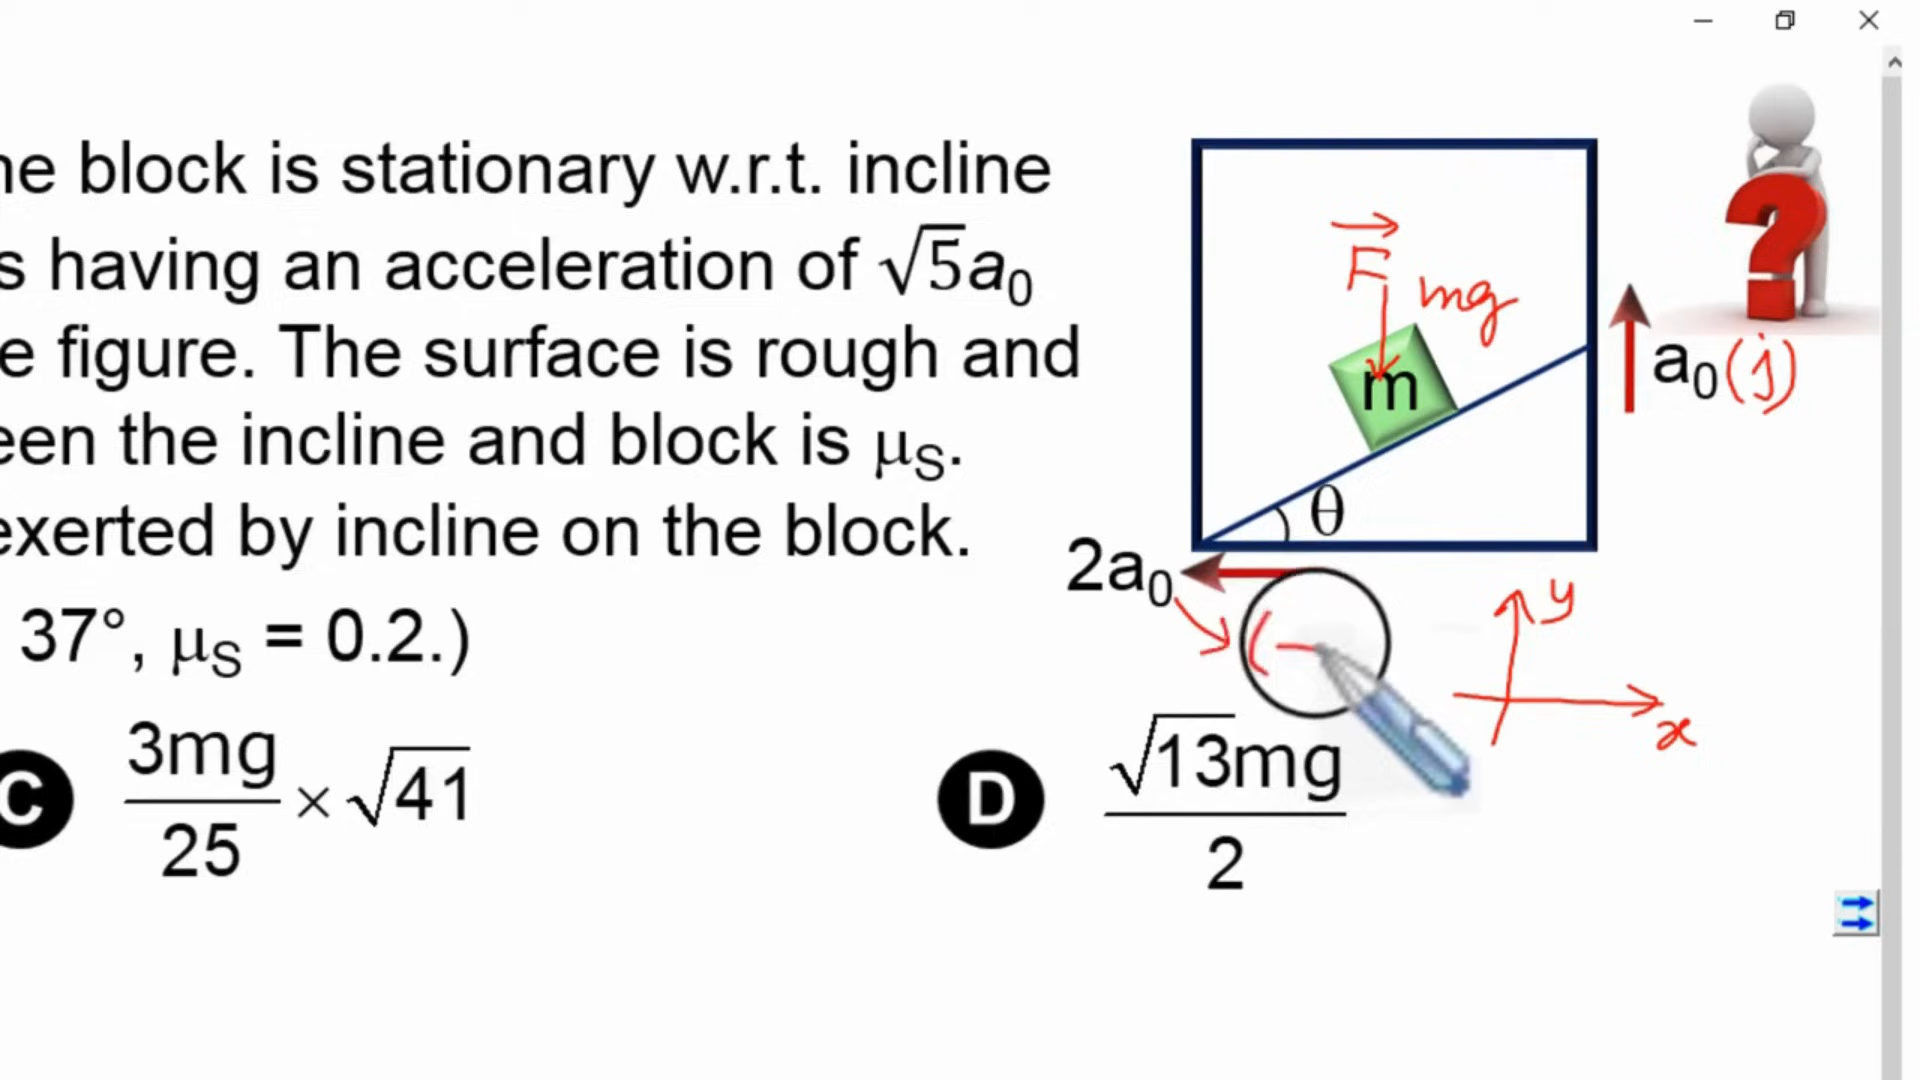 he block is stationary w.r.t. incline
s having an acceleration of √5a₀
e figure. The surface is rough and
een the incline and block is μS.
exerted by incline on the block.
37°, μS = 0.2.)
F
mg
m
θ
a₀(j)
2a₀
(−
y
x
C 3mg/25 × √41
D √13mg/2